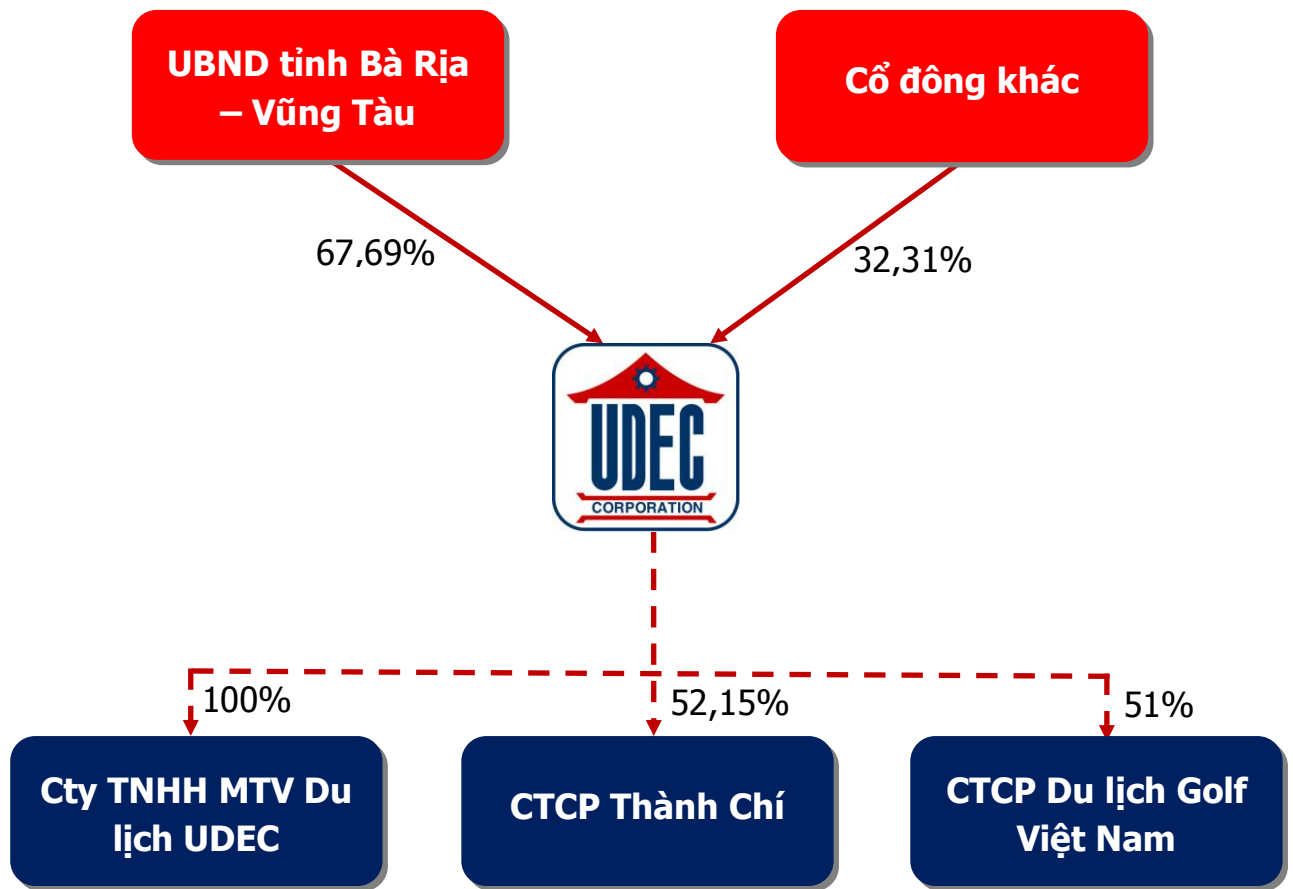 UBND tỉnh Bà Rịa
– Vũng Tàu
Cổ đông khác
67,69%
32,31%
UDEC
CORPORATION
100%
52,15%
51%
Cty TNHH MTV Du
lịch UDEC
CTCP Thành Chí
CTCP Du lịch Golf
Việt Nam